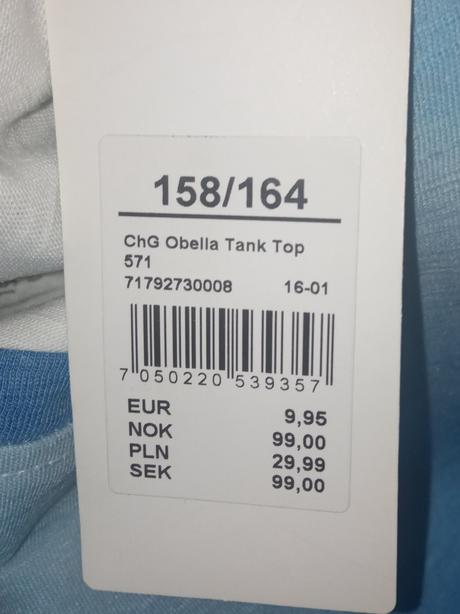 158/164
ChG Obella Tank Top
571
71792730008 16-01
7 050220 539357
EUR 9,95
NOK 99,00
PLN 29,99
SEK 99,00